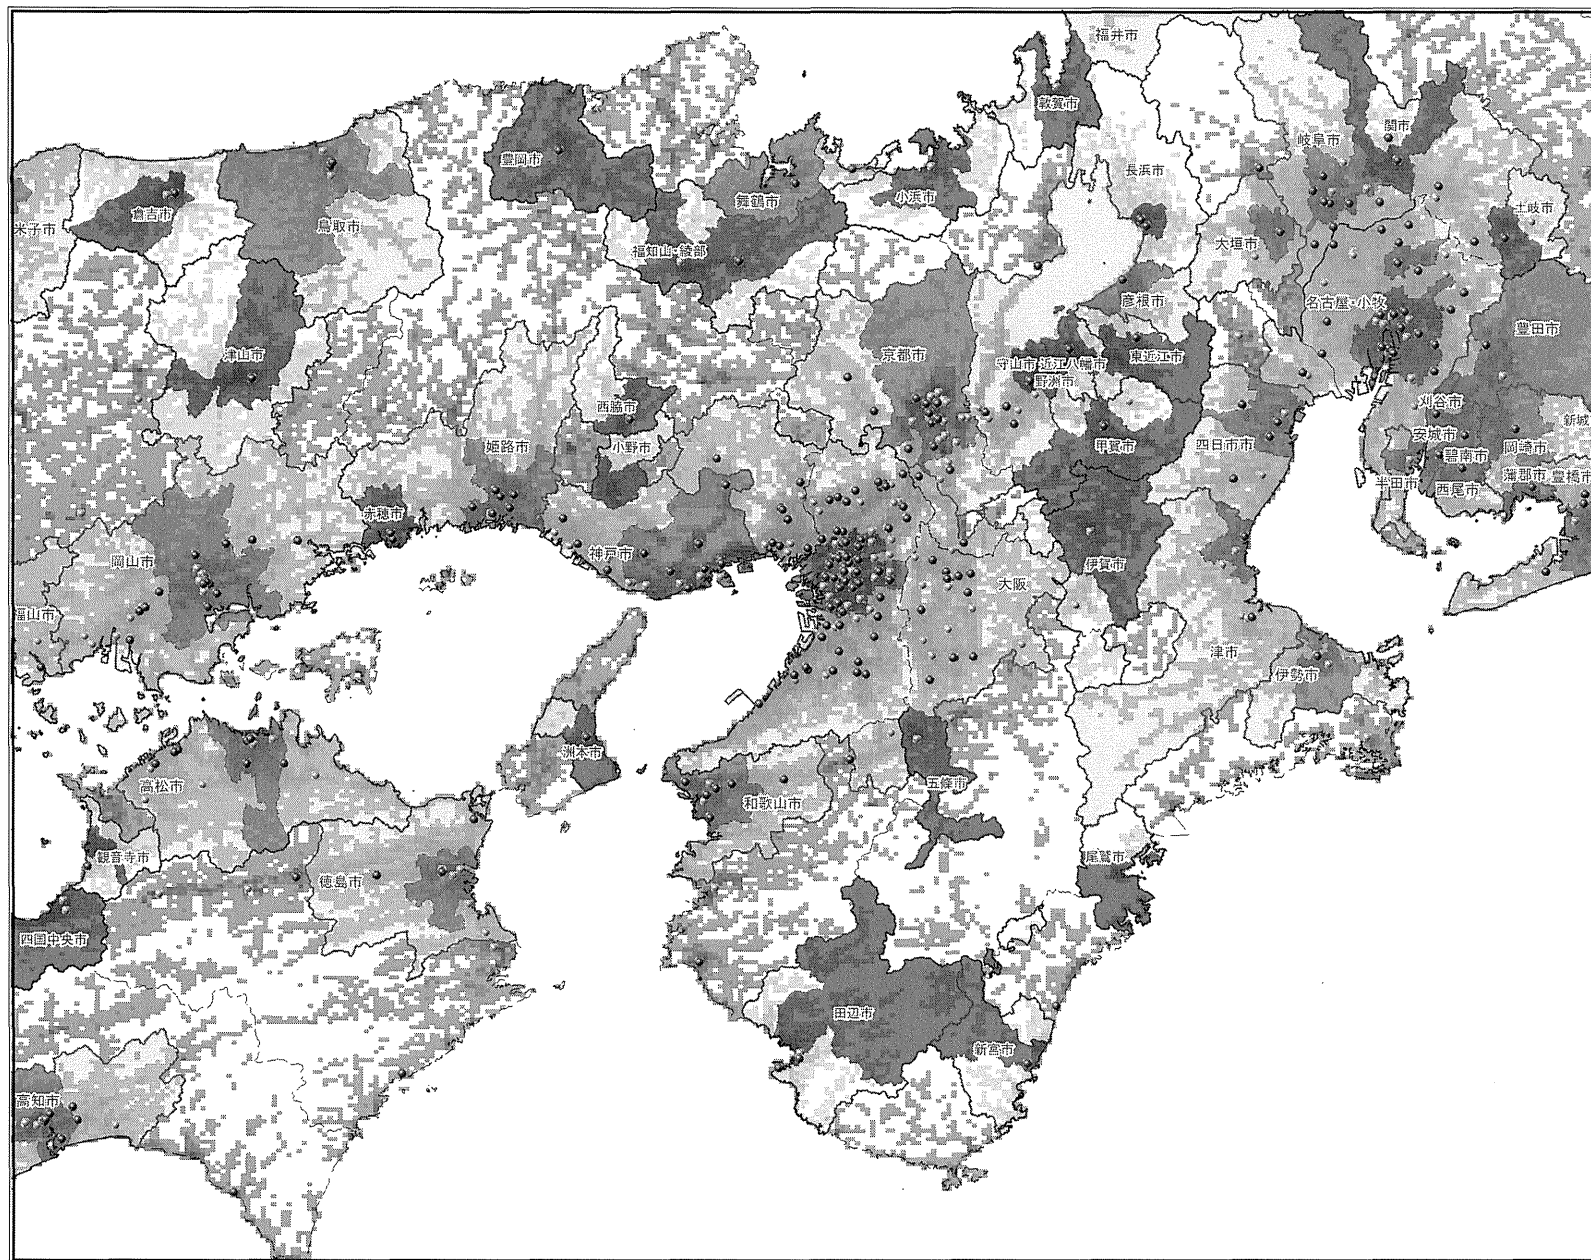 福井市
敦賀市
関市
岐阜市
豊岡市
長浜市
小浜市
舞鶴市
土岐市
倉吉市
米子市
鳥取市
大垣市
福知山・綾部
彦根市
名古屋・小牧
豊田市
津山市
京都市
東近江市
守山市
近江八幡市
野洲市
西脇市
刈谷市
新城
小野市
姫路市
甲賀市
四日市市
安城市
岡崎市
碧南市
半田市
西尾市
蒲郡市
豊橋市
赤穂市
岡山市
神戸市
大阪
伊賀市
福山市
津市
伊勢市
洲本市
高松市
五條市
和歌山市
観音寺市
尾鷲市
徳島市
四国中央市
田辺市
新宮市
高知市